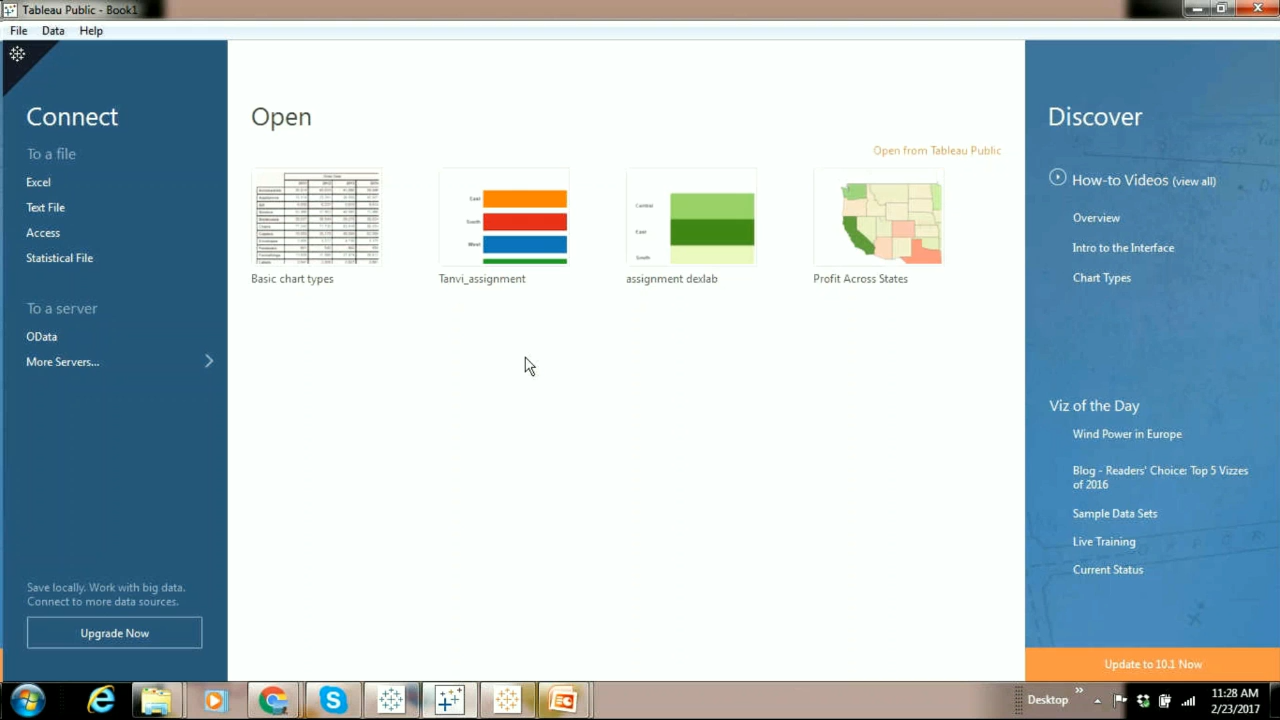 Tableau Public - Book1
File Data Help
Connect
To a file
Excel
Text File
Access
Statistical File
To a server
OData
More Servers...
Save locally. Work with big data.
Connect to more data sources.
Upgrade Now
Open
Open from Tableau Public
East
South
West
Central
East
South
Basic chart types
Tanvi_assignment
assignment dexlab
Profit Across States
Discover
How-to Videos (view all)
Overview
Intro to the Interface
Chart Types
Viz of the Day
Wind Power in Europe
Blog - Readers' Choice: Top 5 Vizzes
of 2016
Sample Data Sets
Live Training
Current Status
Update to 10.1 Now
Desktop
11:28 AM
2/23/2017